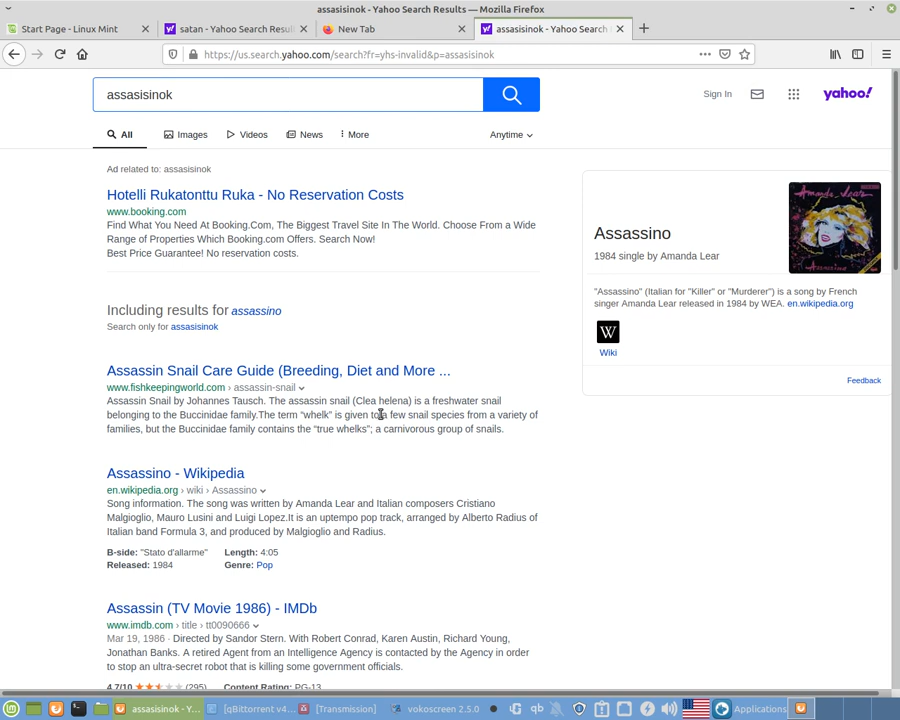 assasisinok - Yahoo Search Results — Mozilla Firefox
Start Page - Linux Mint
satan - Yahoo Search Resul
New Tab
assasisinok - Yahoo Search
https://us.search.yahoo.com/search?fr=yhs-invalid&p=assasisinok
assasisinok
Sign In
yahoo!
All
Images
Videos
News
More
Anytime
Ad related to: assasisinok
Hotelli Rukatonttu Ruka - No Reservation Costs
www.booking.com
Find What You Need At Booking.Com, The Biggest Travel Site In The World. Choose From a Wide
Range of Properties Which Booking.com Offers. Search Now!
Best Price Guarantee! No reservation costs.
Including results for assassino
Search only for assasisinok
Assassin Snail Care Guide (Breeding, Diet and More ...
www.fishkeepingworld.com › assassin-snail
Assassin Snail by Johannes Tausch. The assassin snail (Clea helena) is a freshwater snail
belonging to the Buccinidae family.The term “whelk” is given to a few snail species from a variety of
families, but the Buccinidae family contains the “true whelks”; a carnivorous group of snails.
Assassino - Wikipedia
en.wikipedia.org › wiki › Assassino
Song information. The song was written by Amanda Lear and Italian composers Cristiano
Malgioglio, Mauro Lusini and Luigi Lopez.It is an uptempo pop track, arranged by Alberto Radius of
Italian band Formula 3, and produced by Malgioglio and Radius.
B-side: "Stato d'allarme" Length: 4:05
Released: 1984 Genre: Pop
Assassin (TV Movie 1986) - IMDb
www.imdb.com › title › tt0090666
Mar 19, 1986 · Directed by Sandor Stern. With Robert Conrad, Karen Austin, Richard Young,
Jonathan Banks. A retired Agent from an Intelligence Agency is contacted by the Agency in order
to stop an ultra-secret robot that is killing some government officials.
4.7/10 (295) Content Rating: PG-13
Amanda Lear
Assassino
1984 single by Amanda Lear
"Assassino" (Italian for "Killer" or "Murderer") is a song by French
singer Amanda Lear released in 1984 by WEA. en.wikipedia.org
W
Wiki
Feedback
assasisinok - Y...
[qBittorrent v4...
[Transmission]
vokoscreen 2.5.0
qb
Applications